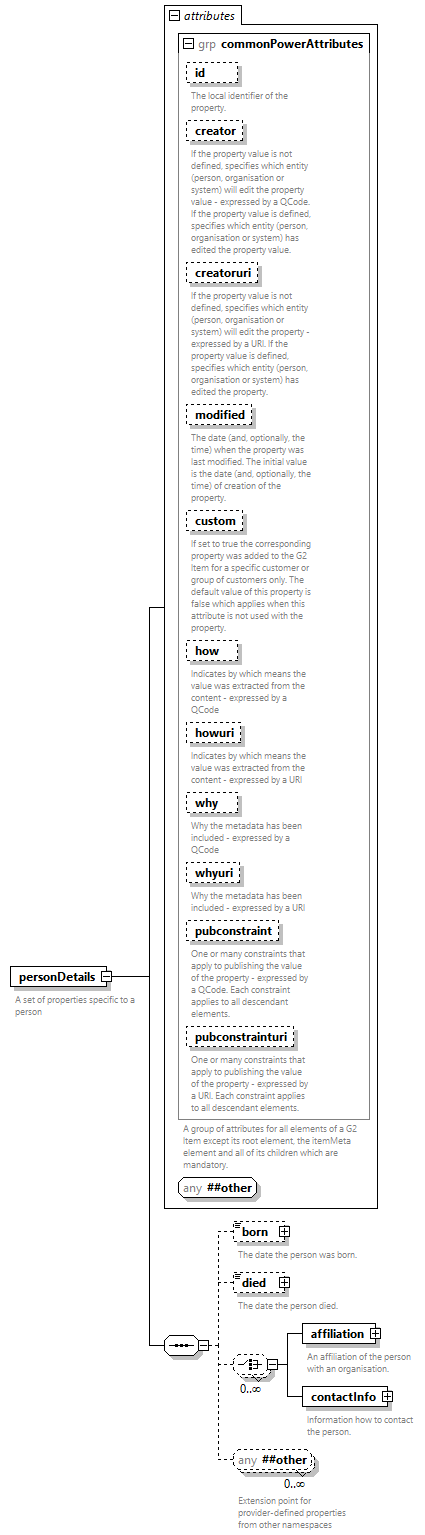 attributes
grp commonPowerAttributes
id
The local identifier of the
property.
creator
If the property value is not
defined, specifies which entity
(person, organisation or
system) will edit the property
value - expressed by a QCode.
If the property value is defined,
specifies which entity (person,
organisation or system) has
edited the property value.
creatoruri
If the property value is not
defined, specifies which entity
(person, organisation or
system) will edit the property -
expressed by a URI. If the
property value is defined,
specifies which entity (person,
organisation or system) has
edited the property.
modified
The date (and, optionally, the
time) when the property was
last modified. The initial value
is the date (and, optionally, the
time) of creation of the
property.
custom
If set to true the corresponding
property was added to the G2
Item for a specific customer or
group of customers only. The
default value of this property is
false which applies when this
attribute is not used with the
property.
how
Indicates by which means the
value was extracted from the
content - expressed by a
QCode
howuri
Indicates by which means the
value was extracted from the
content - expressed by a URI
why
Why the metadata has been
included - expressed by a
QCode
whyuri
Why the metadata has been
included - expressed by a URI
pubconstraint
One or many constraints that
apply to publishing the value
of the property - expressed by
a QCode. Each constraint
applies to all descendant
elements.
pubconstrainturi
One or many constraints that
apply to publishing the value
of the property - expressed by
a URI. Each constraint applies
to all descendant elements.
A group of attributes for all elements of a G2
Item except its root element, the itemMeta
element and all of its children which are
mandatory.
any ##other
personDetails
A set of properties specific to a
person
born
The date the person was born.
died
The date the person died.
0..∞
affiliation
An affiliation of the person
with an organisation.
contactInfo
Information how to contact
the person.
any ##other
0..∞
Extension point for
provider-defined properties
from other namespaces